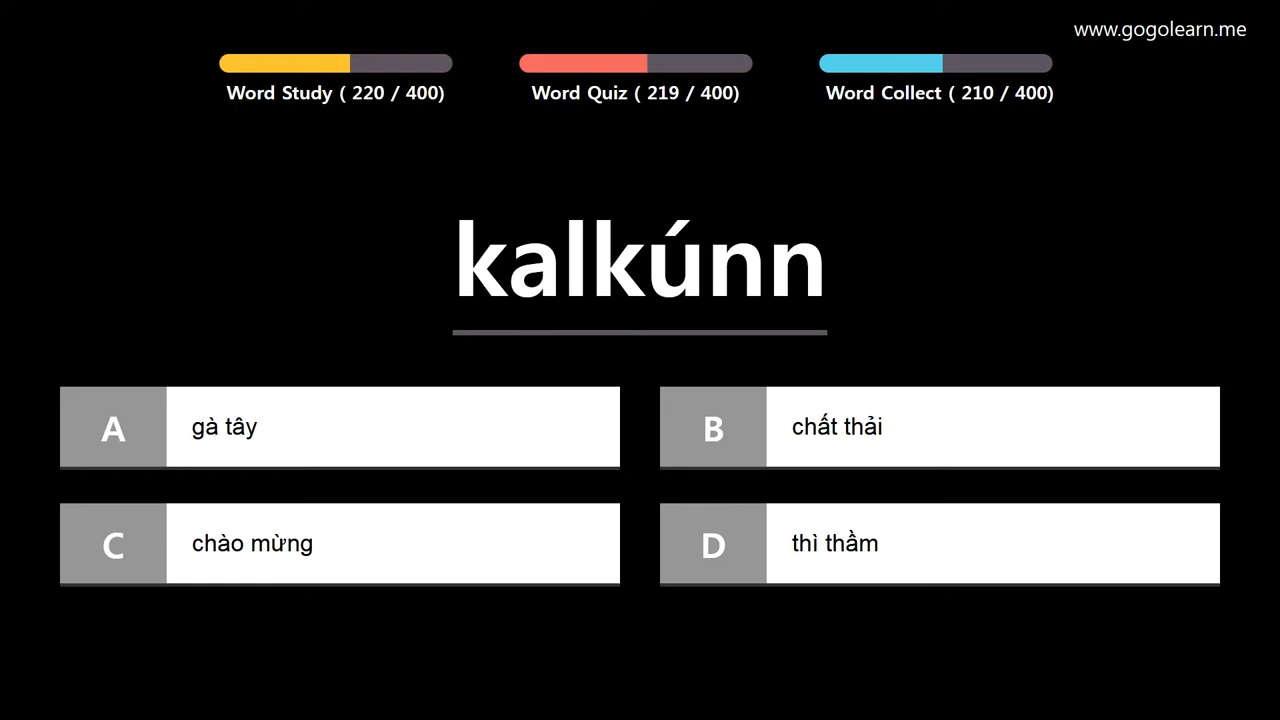 www.gogolearn.me
Word Study ( 220 / 400)
Word Quiz ( 219 / 400)
Word Collect ( 210 / 400)
kalkúnn
A gà tây
B chất thải
C chào mừng
D thì thầm